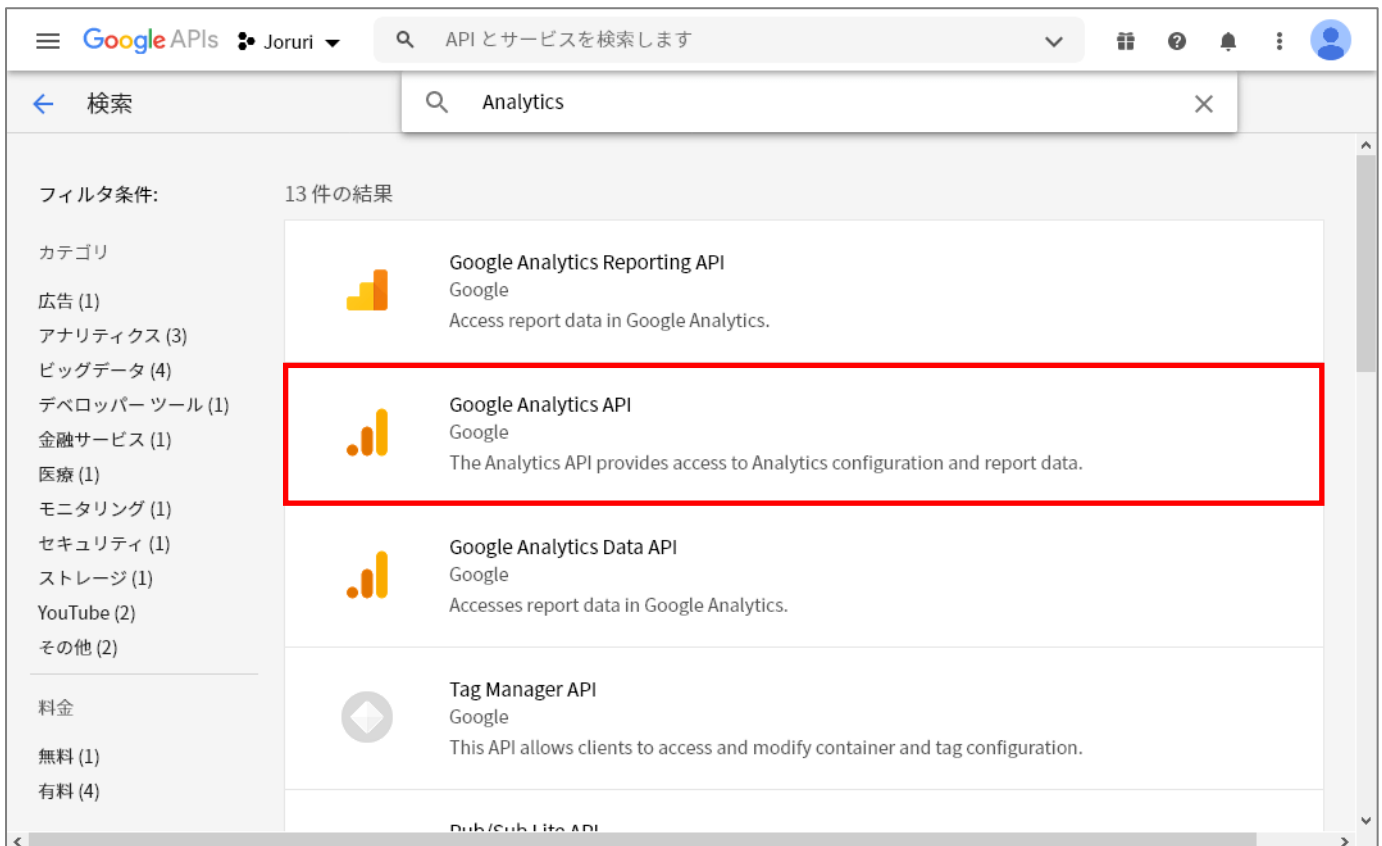 Google APIs Joruri API とサービスを検索します
検索
Analytics
フィルタ条件:
カテゴリ
広告 (1)
アナリティクス (3)
ビッグデータ (4)
デベロッパー ツール (1)
金融サービス (1)
医療 (1)
モニタリング (1)
セキュリティ (1)
ストレージ (1)
YouTube (2)
その他 (2)
料金
無料 (1)
有料 (4)
13 件の結果
Google Analytics Reporting API
Google
Access report data in Google Analytics.
Google Analytics API
Google
The Analytics API provides access to Analytics configuration and report data.
Google Analytics Data API
Google
Accesses report data in Google Analytics.
Tag Manager API
Google
This API allows clients to access and modify container and tag configuration.
Pub/Sub Lite API